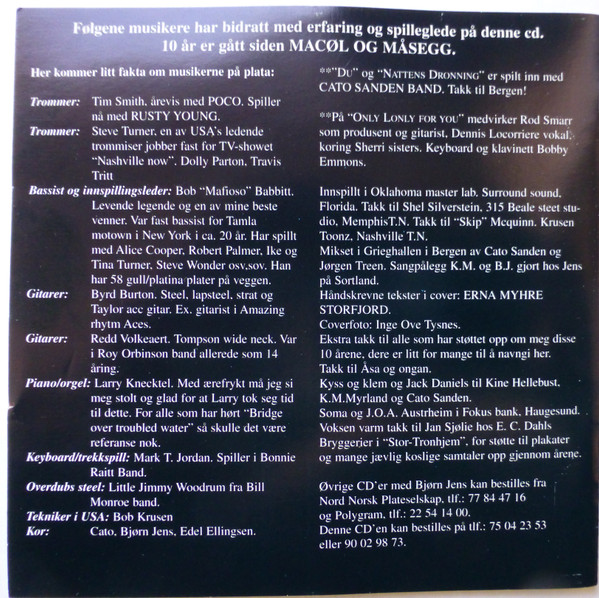 Følgene musikere har bidratt med erfaring og spilleglede på denne cd.
10 år er gått siden MACØL OG MÅSEGG.
Her kommer litt fakta om musikerne på plata:
Trommer: Tim Smith, årevis med POCO. Spiller
nå med RUSTY YOUNG.
Trommer: Steve Turner, en av USA's ledende
trommiser jobber fast for TV-showet
"Nashville now". Dolly Parton, Travis
Tritt
Bassist og innspillingsleder: Bob "Mafioso" Babbitt.
Levende legende og en av mine beste
venner. Var fast bassist for Tamla
motown i New York i ca. 20 år. Har spillt
med Alice Cooper, Robert Palmer, Ike og
Tina Turner, Steve Wonder osv,sov. Han
har 58 gull/platina plater på veggen.
Gitarer: Byrd Burton. Steel, lapsteel, strat og
Taylor acc gitar. Ex. gitarist i Amazing
rhytm Aces.
Gitarer: Redd Volkeaert. Tompson wide neck. Var
i Roy Orbinson band allerede som 14
åring.
Piano/orgel: Larry Knecktel. Med ærefrykt må jeg si
meg stolt og glad for at Larry tok seg tid
til dette. For alle som har hørt "Bridge
over troubled water" så skulle det være
referanse nok.
Keyboard/trekkspill: Mark T. Jordan. Spiller i Bonnie
Raitt Band.
Overdubs steel: Little Jimmy Woodrum fra Bill
Monroe band.
Tekniker i USA: Bob Krusen
Kor: Cato, Bjørn Jens, Edel Ellingsen.
**"DU" og "NATTENS DRONNING" er spilt inn med
CATO SANDEN BAND. Takk til Bergen!
**På "ONLY LONLY FOR YOU" medvirker Rod Smarr
som produsent og gitarist, Dennis Locorriere vokal,
koring Sherri sisters. Keyboard og klavinett Bobby
Emmons.
Innspillt i Oklahoma master lab. Surround sound,
Florida. Takk til Shel Silverstein, 315 Beale steet stu-
dio, MemphisT.N. Takk til "Skip" Mcquinn. Krusen
Toonz, Nashville T.N.
Mikset i Grieghallen i Bergen av Cato Sanden og
Jørgen Treen. Sangpålegg K.M. og B.J. gjort hos Jens
på Sortland.
Håndskrevne tekster i cover: ERNA MYHRE
STORFJORD.
Coverfoto: Inge Ove Tysnes.
Ekstra takk til alle som har støttet opp om meg disse
10 årene, dere er litt for mange til å navngi her.
Takk til Åsa og ongan.
Kyss og klem og Jack Daniels til Kine Hellebust,
K.M.Myrland og Cato Sanden.
Soma og J.O.A. Austrheim i Fokus bank, Haugesund.
Voksen varm takk til Jan Sjølie hos E. C. Dahls
Bryggerier i "Stor-Tronhjem", for støtte til plakater
og mange jævlig koslige samtaler opp gjennom årene.
Øvrige CD'er med Bjørn Jens kan bestilles fra
Nord Norsk Plateselskap, tlf.: 77 84 47 16
og Polygram, tlf.: 22 54 14 00.
Denne CD'en kan bestilles på tlf.: 75 04 23 53
eller 90 02 98 73.